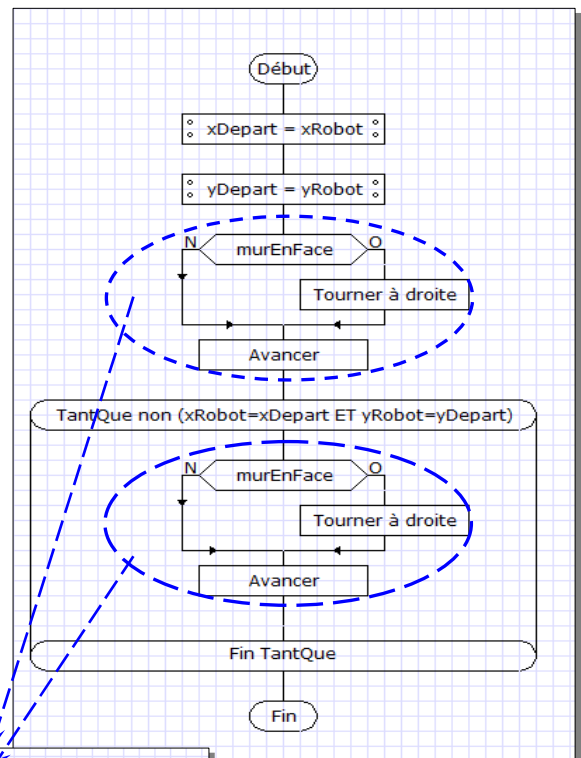 Début
xDepart = xRobot
yDepart = yRobot
N murEnFace O
Tourner à droite
Avancer
TantQue non (xRobot=xDepart ET yRobot=yDepart)
N murEnFace O
Tourner à droite
Avancer
Fin TantQue
Fin